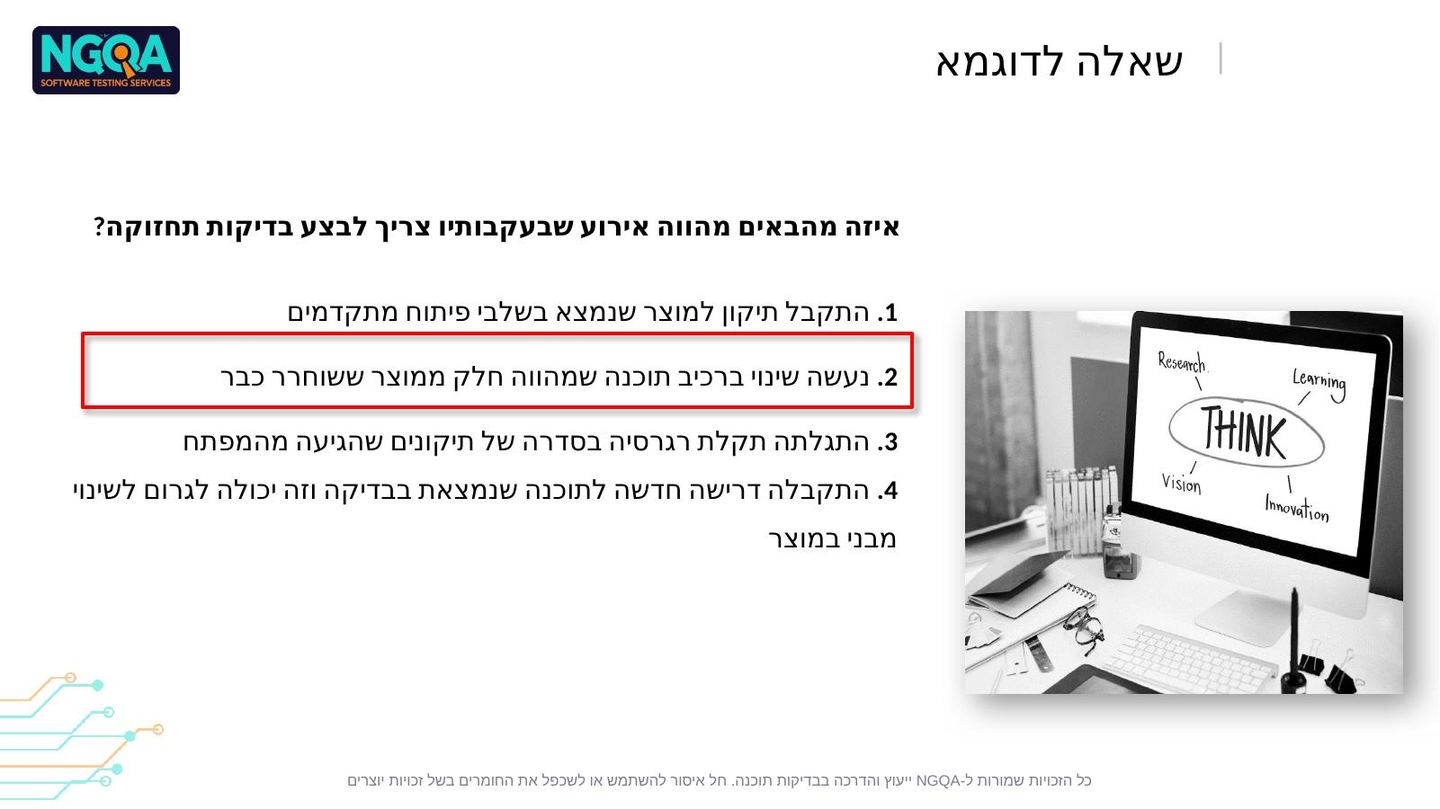 NGQA
SOFTWARE TESTING SERVICES
שאלה לדוגמא
איזה מהבאים מהווה אירוע שבעקבותיו צריך לבצע בדיקות תחזוקה?
1. התקבל תיקון למוצר שנמצא בשלבי פיתוח מתקדמים
2. נעשה שינוי ברכיב תוכנה שמהווה חלק ממוצר ששוחרר כבר
3. התגלתה תקלת רגרסיה בסדרה של תיקונים שהגיעה מהמפתח
4. התקבלה דרישה חדשה לתוכנה שנמצאת בבדיקה וזה יכולה לגרום לשינוי
מבני במוצר
Research.
Learning
THINK
Vision
Innovation
כל הזכויות שמורות ל-NGQA ייעוץ והדרכה בבדיקות תוכנה. חל איסור להשתמש או לשכפל את החומרים בשל זכויות יוצרים